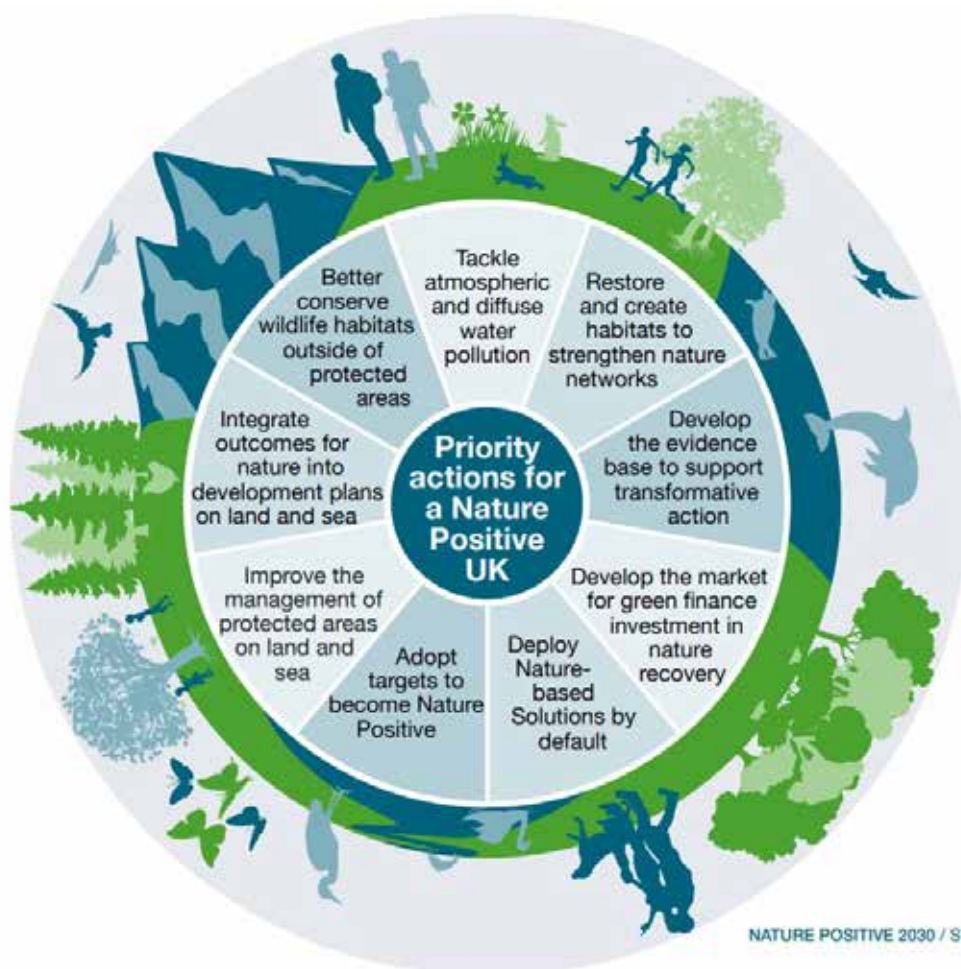 Priority
actions for
a Nature
Positive
UK
Tackle
atmospheric
and diffuse
water
pollution
Restore
and create
habitats to
strengthen nature
networks
Develop
the evidence
base to support
transformative
action
Develop the market
for green finance
investment in
nature
recovery
Deploy
Nature-
based
Solutions by
default
Adopt
targets to
become Nature
Positive
Improve the
management of
protected areas
on land and
sea
Integrate
outcomes for
nature into
development plans
on land and sea
Better
conserve
wildlife habitats
outside of
protected
areas
NATURE POSITIVE 2030 / S